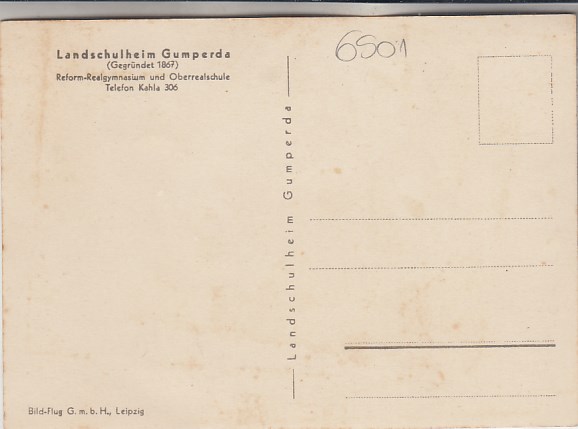 Landschulheim Gumperda
(Gegründet 1867)
Reform-Realgymnasium und Oberrealschule
Telefon Kahla 306
6501
Landschulheim Gumperda
Bild-Flug G. m. b. H., Leipzig